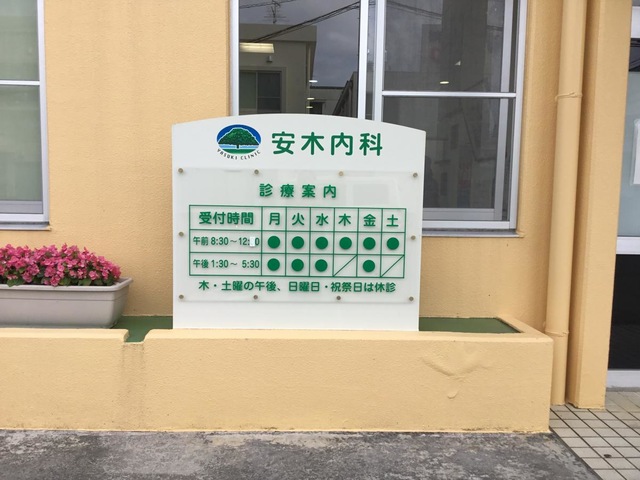 安木内科
YASUKI CLINIC
診療案内
受付時間 月 火 水 木 金 土
午前 8:30～12:30 ● ● ● ● ● ●
午後 1:30～5:30 ● ● ● ／ ● ／
木・土曜の午後、日曜日・祝祭日は休診